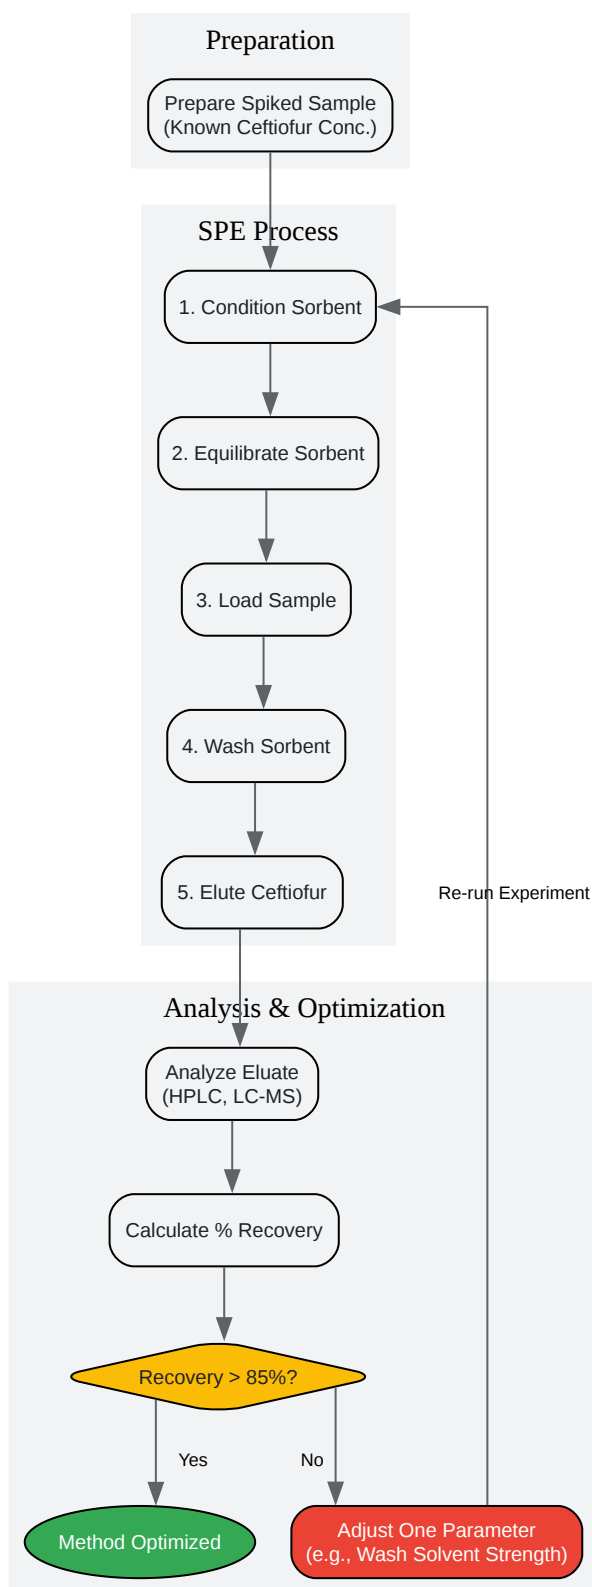 Preparation
Prepare Spiked Sample
(Known Ceftiofur Conc.)
SPE Process
1. Condition Sorbent
2. Equilibrate Sorbent
3. Load Sample
4. Wash Sorbent
5. Elute Ceftiofur
Re-run Experiment
Analysis & Optimization
Analyze Eluate
(HPLC, LC-MS)
Calculate % Recovery
Recovery > 85%?
Yes
No
Method Optimized
Adjust One Parameter
(e.g., Wash Solvent Strength)